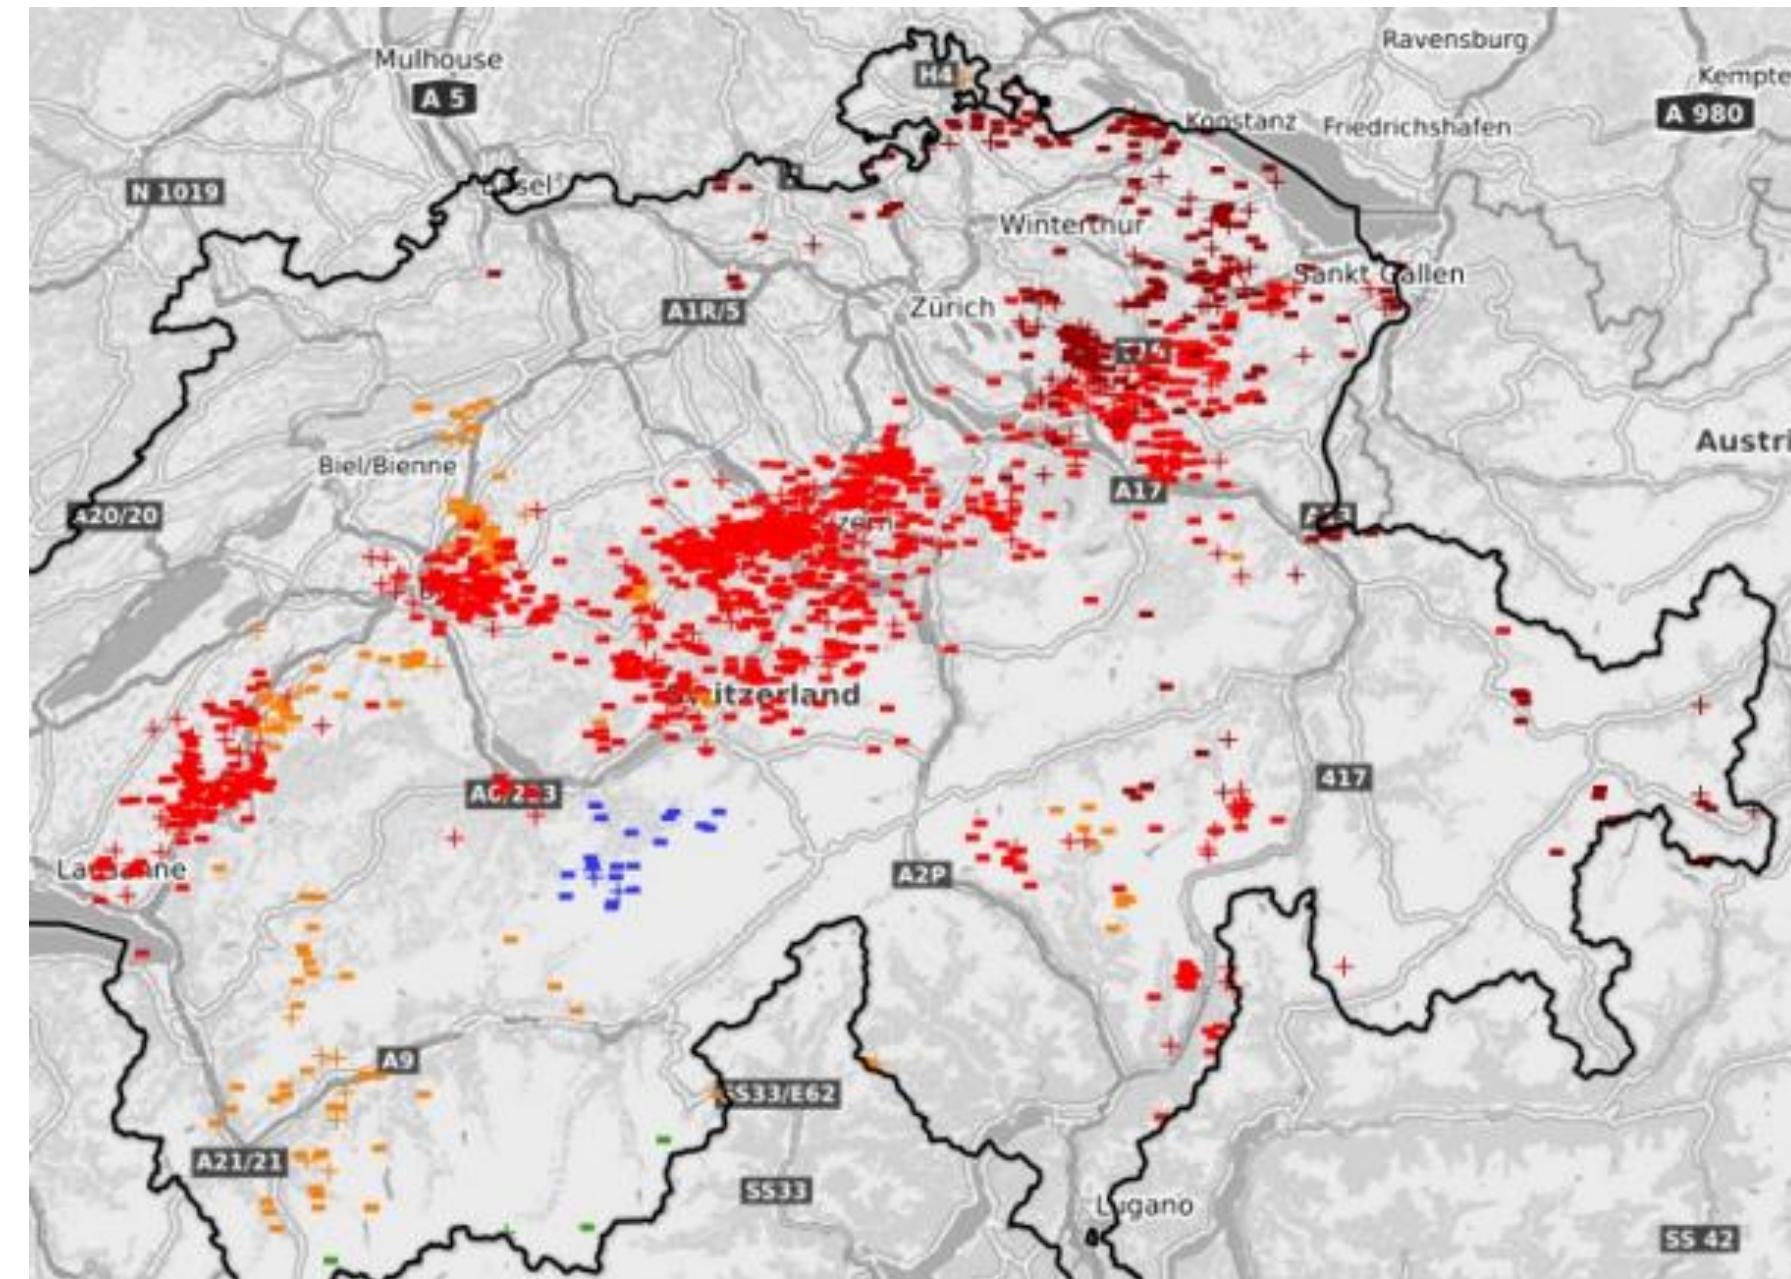 Ravensburg
Mulhouse
H4
Kempte
A 5
A 980
Konstanz
Friedrichshafen
N 1019
Winterthur
Sankt Gallen
A1R/5
Zürich
Austri
Biel/Bienne
A17
A20/20
Switzerland
417
Lausanne
A2P
A9
SS33/E62
A21/21
SS33
Lugano
SS 42